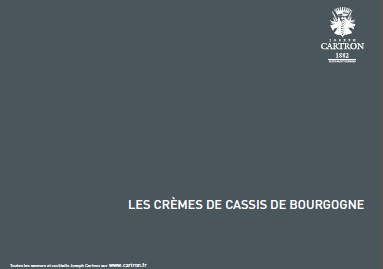 JOSEPH
CARTRON
1882
LES CRÈMES DE CASSIS DE BOURGOGNE
Toutes les saveurs et cocktails Joseph Cartron sur www.cartron.fr